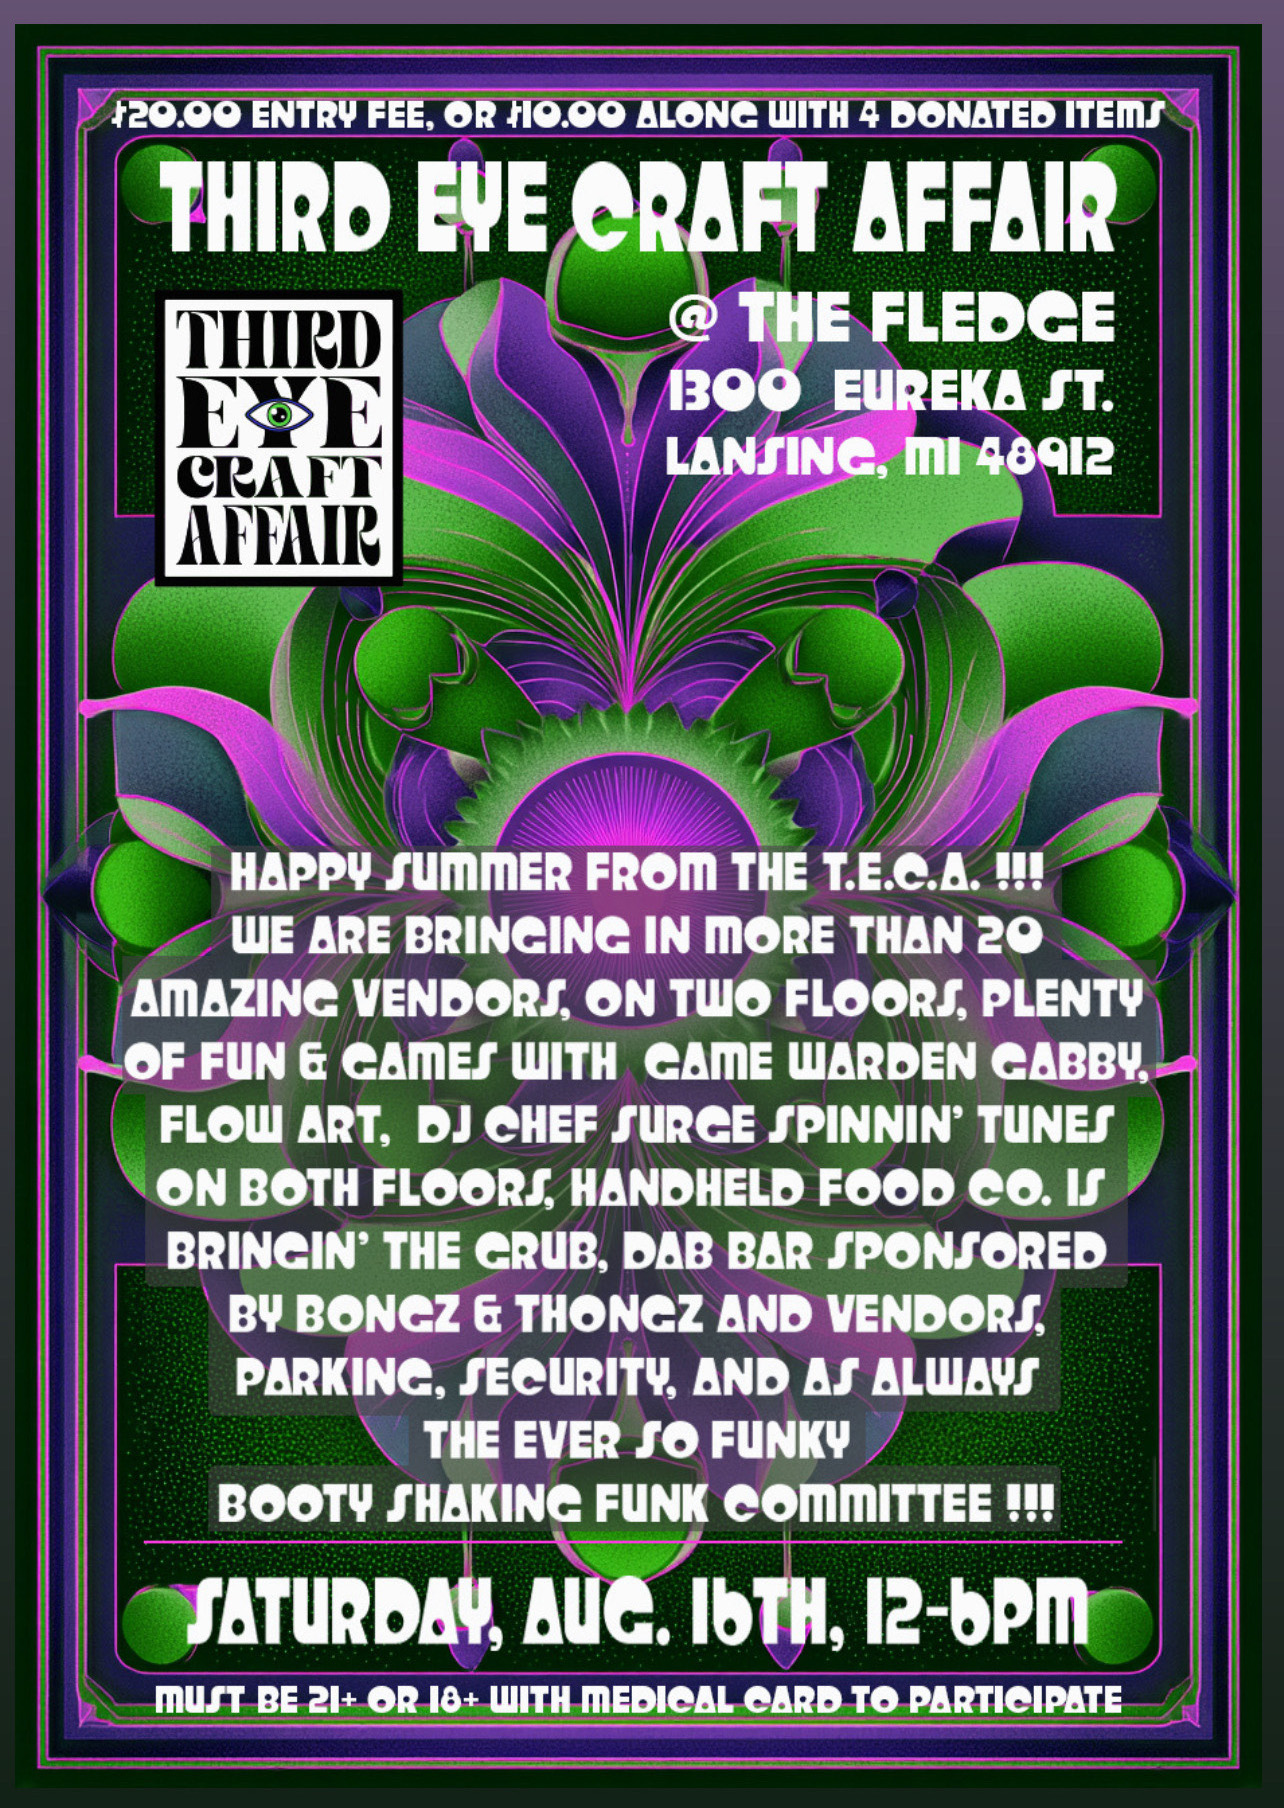 $20.00 ENTRY FEE, OR $10.00 ALONG WITH 4 DONATED ITEMS
THIRD EYE CRAFT AFFAIR
@ THE FLEDGE
1300 EUREKA ST.
LANSING, MI 48912
THIRD
EYE
CRAFT
AFFAIR
HAPPY SUMMER FROM THE T.E.C.A. !!!
WE ARE BRINGING IN MORE THAN 20
AMAZING VENDORS, ON TWO FLOORS, PLENTY
OF FUN & GAMES WITH GAME WARDEN GABBY,
FLOW ART, DJ CHEF SURGE SPINNIN' TUNES
ON BOTH FLOORS, HANDHELD FOOD CO. IS
BRINGIN' THE GRUB, DAB BAR SPONSORED
BY BONGZ & THONGZ AND VENDORS,
PARKING, SECURITY, AND AS ALWAYS
THE EVER SO FUNKY
BOOTY SHAKING FUNK COMMITTEE !!!
SATURDAY, AUG. 16TH, 12-6PM
MUST BE 21+ OR 18+ WITH MEDICAL CARD TO PARTICIPATE